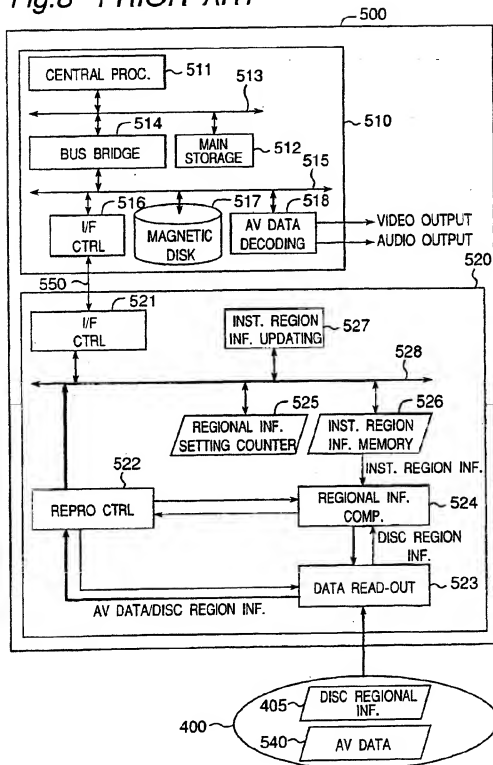 Fig.8 PRIOR ART
500
CENTRAL PROC.
511
513
514
BUS BRIDGE
MAIN
STORAGE
512
510
515
516
517
518
I/F
CTRL
MAGNETIC
DISK
AV DATA
DECODING
VIDEO OUTPUT
AUDIO OUTPUT
550
520
521
I/F
CTRL
INST. REGION
INF. UPDATING
527
528
525
526
REGIONAL INF.
SETTING COUNTER
INST. REGION
INF. MEMORY
522
INST. REGION INF.
REPRO CTRL
REGIONAL INF.
COMP.
524
DISC REGION
INF.
DATA READ-OUT
523
AV DATA/DISC REGION INF.
405
DISC REGIONAL
INF.
400
540
AV DATA